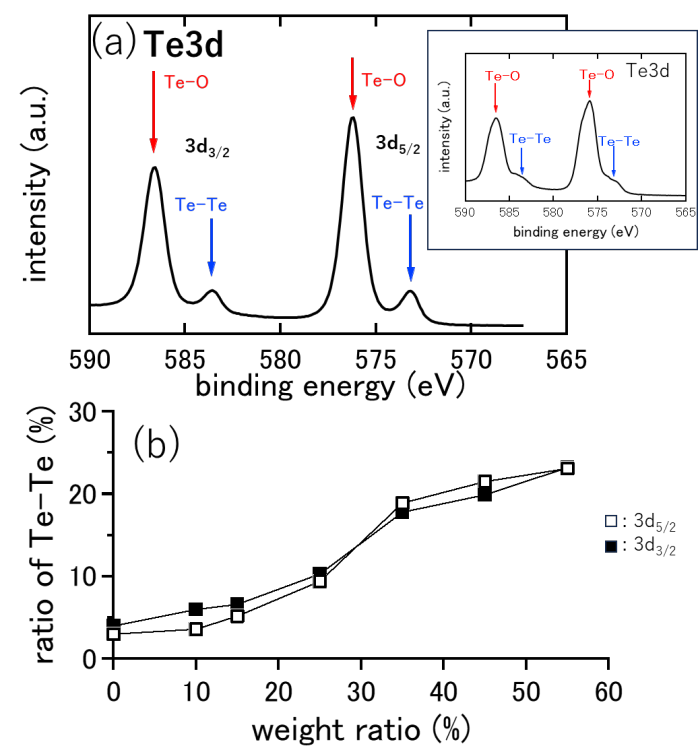 (a) Te3d
Te-O
Te-O
3d3/2
3d5/2
Te-Te
Te-Te
intensity (a.u.)
590 585 580 575 570 565
binding energy (eV)
Te-O
Te-O
Te3d
Te-Te
Te-Te
intensity (a.u.)
590 585 580 575 570 565
binding energy (eV)
(b)
30
20
10
0
ratio of Te-Te (%)
0 10 20 30 40 50 60
weight ratio (%)
: 3d5/2
: 3d3/2